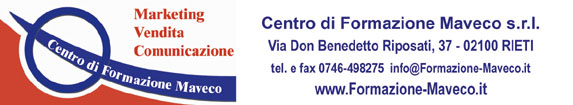 Marketing
Vendita
Comunicazione
Centro di Formazione Maveco
Centro di Formazione Maveco s.r.l.
Via Don Benedetto Riposati, 37 - 02100 RIETI
tel. e fax 0746-498275 info@Formazione-Maveco.it
www.Formazione-Maveco.it